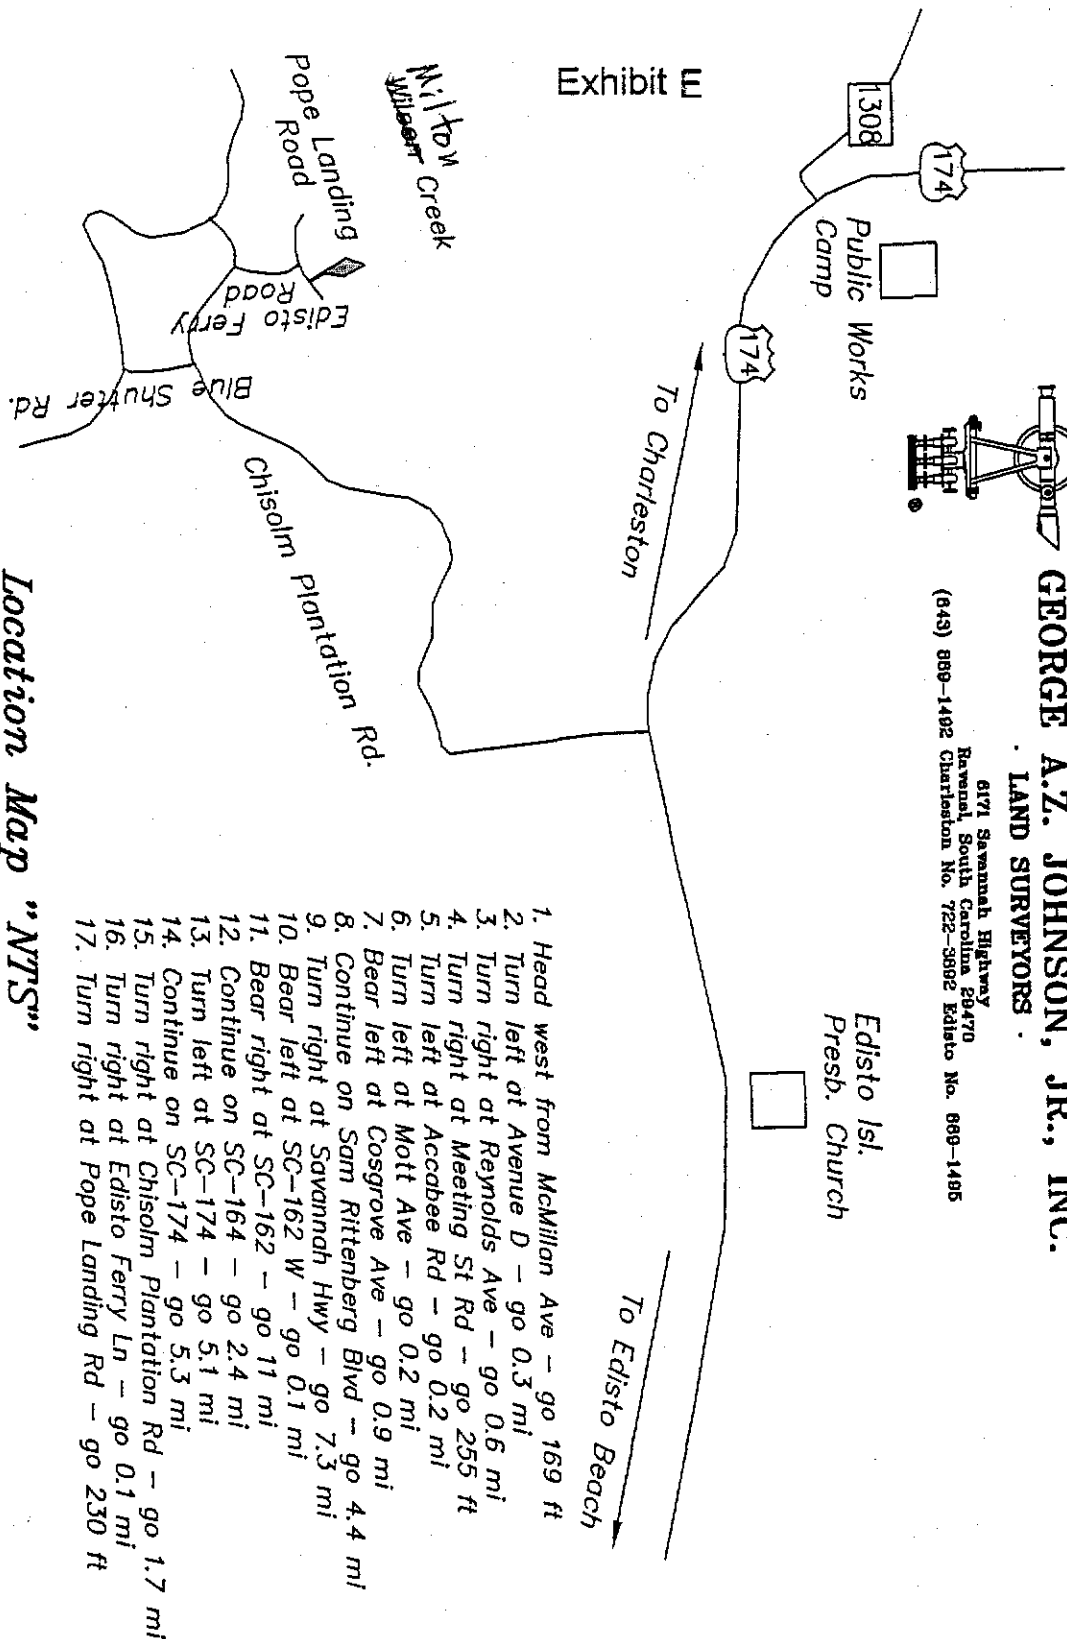 Exhibit E
GEORGE A.Z. JOHNSON, JR., INC.
· LAND SURVEYORS ·
6171 Savannah Highway
Ravenel, South Carolina 29470
(843) 889-1492 Charleston No. 722-3892 Edisto No. 869-1495
1308
174
Public Works
Camp
174
To Charleston
Edisto Isl.
Presb. Church
To Edisto Beach
Milton
Wilson Creek
Pope Landing
Road
Edisto Ferry
Road
Blue Shutter Rd.
Chisolm Plantation Rd.
1. Head west from McMillan Ave - go 169 ft
2. Turn left at Avenue D - go 0.3 mi
3. Turn right at Reynolds Ave - go 0.6 mi
4. Turn right at Meeting St Rd - go 255 ft
5. Turn left at Accabee Rd - go 0.2 mi
6. Turn left at Mott Ave - go 0.2 mi
7. Bear left at Cosgrove Ave - go 0.9 mi
8. Continue on Sam Rittenberg Blvd - go 4.4 mi
9. Turn right at Savannah Hwy - go 7.3 mi
10. Bear left at SC-162 W - go 0.1 mi
11. Bear right at SC-162 - go 11 mi
12. Continue on SC-164 - go 2.4 mi
13. Turn left at SC-174 - go 5.1 mi
14. Continue on SC-174 - go 5.3 mi
15. Turn right at Chisolm Plantation Rd - go 1.7 mi
16. Turn right at Edisto Ferry Ln - go 0.1 mi
17. Turn right at Pope Landing Rd - go 230 ft
Location Map "NTS"